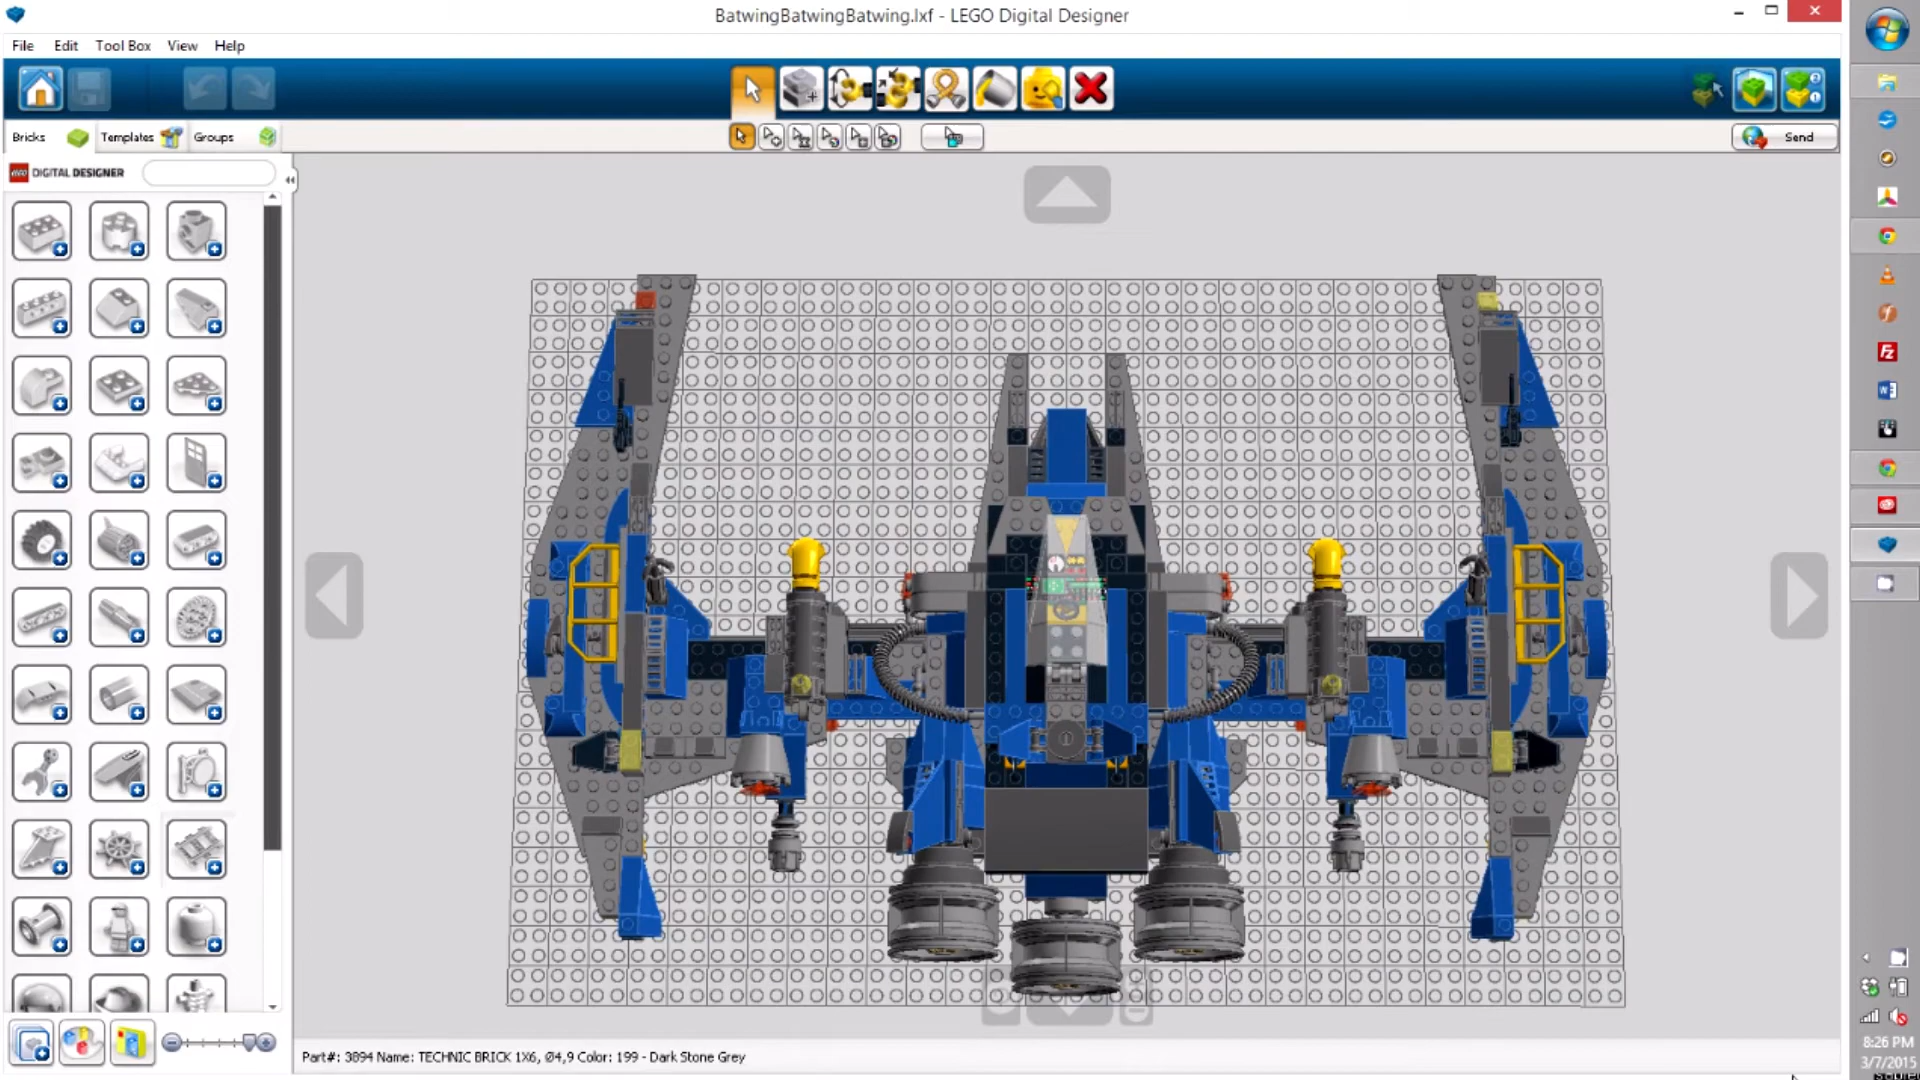 BatwingBatwingBatwing.lxf - LEGO Digital Designer
File Edit Tool Box View Help
Bricks Templates Groups
Send
LEGO DIGITAL DESIGNER
Part#: 3894 Name: TECHNIC BRICK 1X6, Ø4,9 Color: 199 - Dark Stone Grey
8:26 PM
3/7/2015